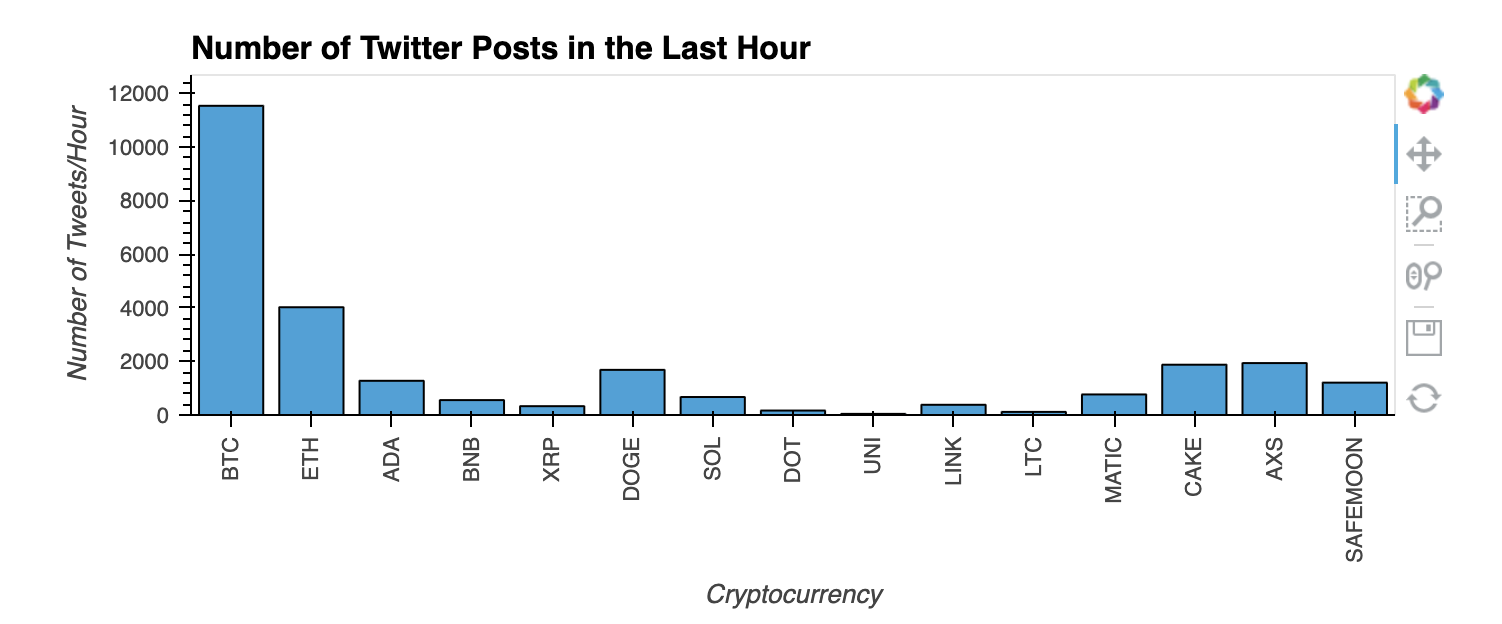 Number of Twitter Posts in the Last Hour
Number of Tweets/Hour
12000
10000
8000
6000
4000
2000
0
BTC
ETH
ADA
BNB
XRP
DOGE
SOL
DOT
UNI
LINK
LTC
MATIC
CAKE
AXS
SAFEMOON
Cryptocurrency